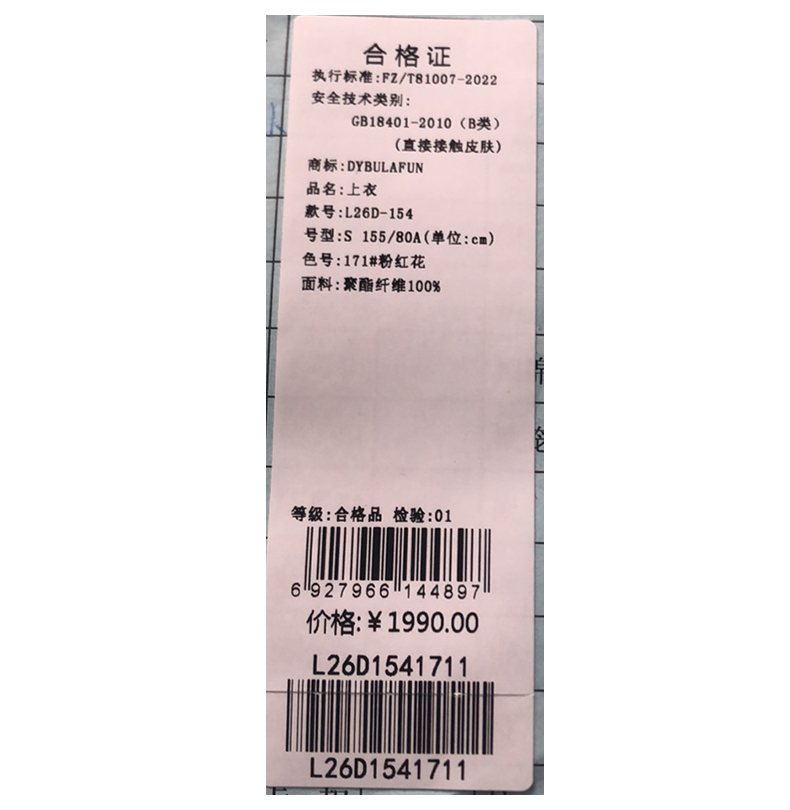 合格证
执行标准:FZ/T81007-2022
安全技术类别:
GB18401-2010（B类）
（直接接触皮肤）
商标:DYBULAFUN
品名:上衣
款号:L26D-154
号型:S 155/80A(单位:cm)
色号:171#粉红花
面料:聚酯纤维100%
等级:合格品 检验:01
6 927966 144897
价格:￥1990.00
L26D1541711
L26D1541711